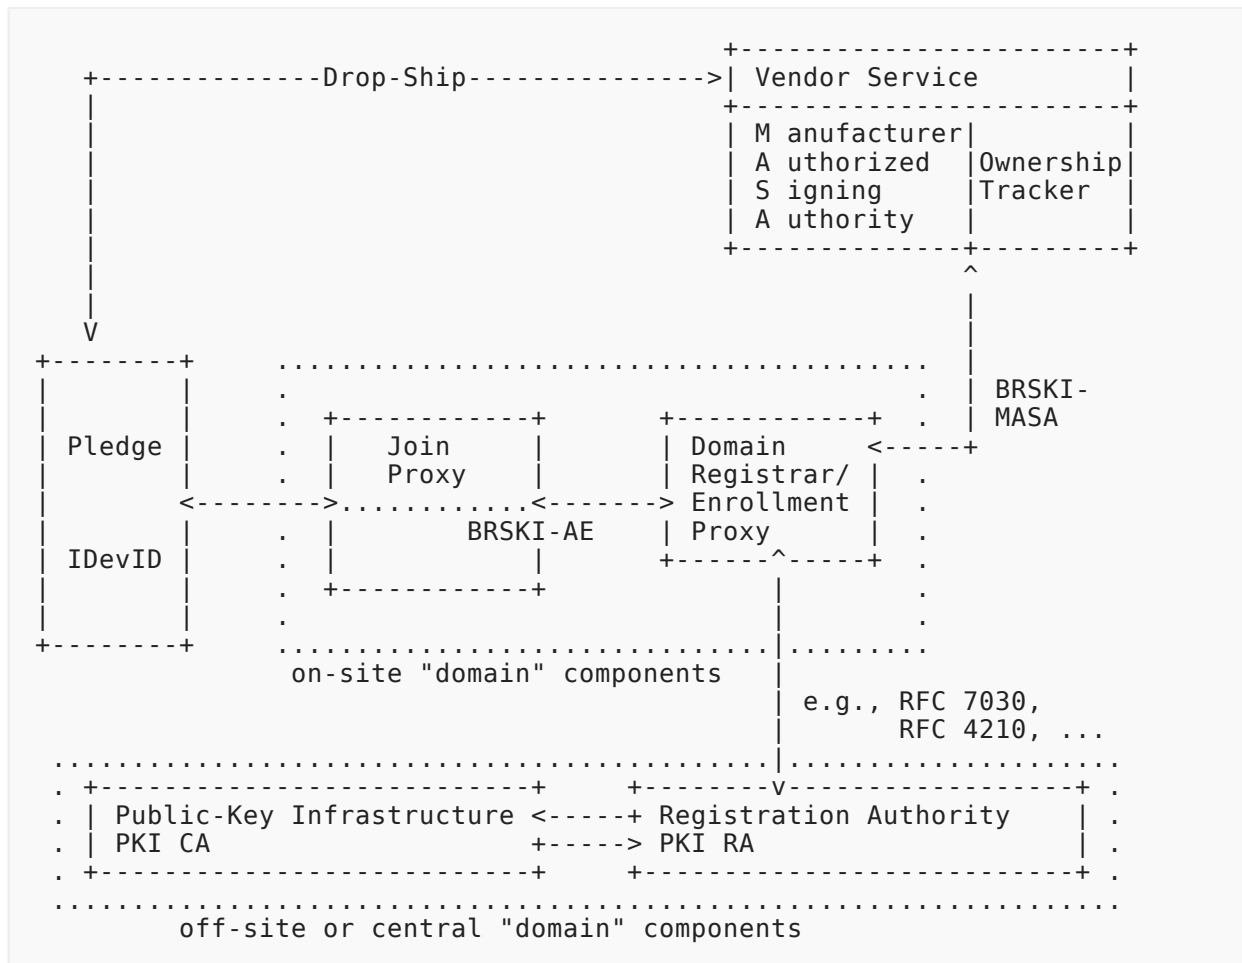 Drop-Ship Vendor Service
M anufacturer
A uthorized Ownership
S igning Tracker
A uthority
BRSKI-
MASA
Pledge Join Domain
Proxy Registrar/
Enrollment
BRSKI-AE Proxy
IDevID
on-site "domain" components
e.g., RFC 7030,
RFC 4210, ...
Public-Key Infrastructure Registration Authority
PKI CA PKI RA
off-site or central "domain" components